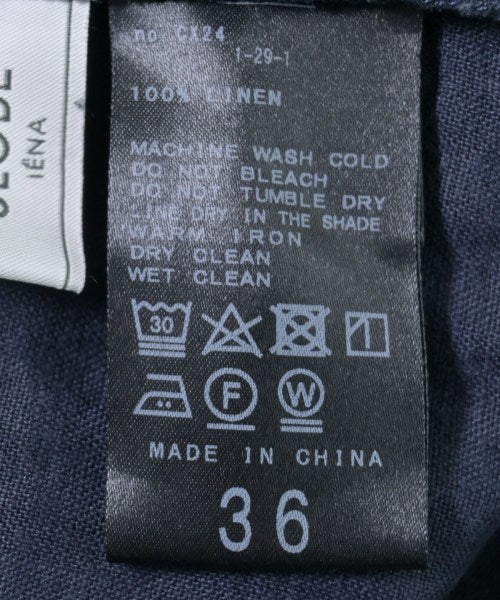 no CX24
1-29-1
100% LINEN
MACHINE WASH COLD
DO NOT BLEACH
DO NOT TUMBLE DRY
LINE DRY IN THE SHADE
WARM IRON
DRY CLEAN
WET CLEAN
30
F
W
MADE IN CHINA
36
IÉNA